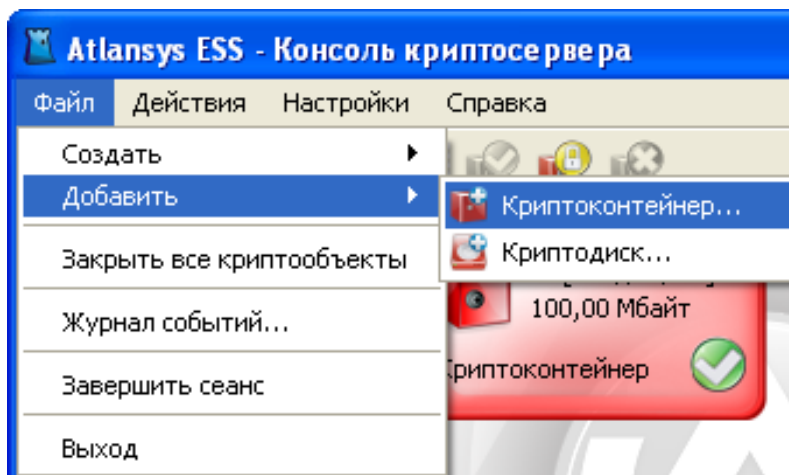 Atlansys ESS - Консоль криптосервера
Файл Действия Настройки Справка
Создать
Добавить
Криптоконтейнер...
Криптодиск...
Закрыть все криптообъекты
100,00 Мбайт
Журнал событий...
Криптоконтейнер
Завершить сеанс
Выход